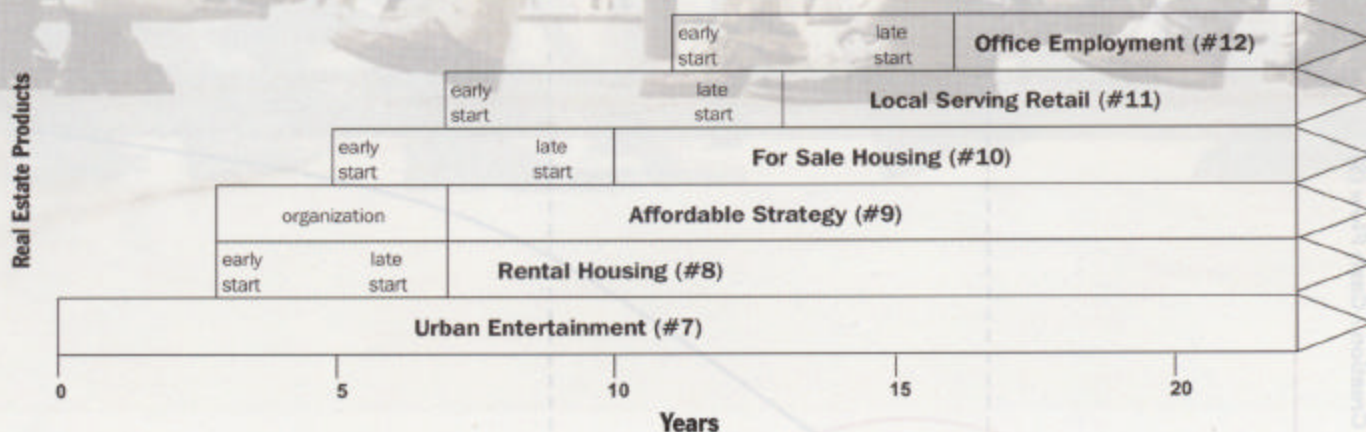 Real Estate Products
early late
start start
Office Employment (#12)
early late
start start
Local Serving Retail (#11)
early late
start start
For Sale Housing (#10)
organization
Affordable Strategy (#9)
early late
start start
Rental Housing (#8)
Urban Entertainment (#7)
0 5 10 15 20
Years